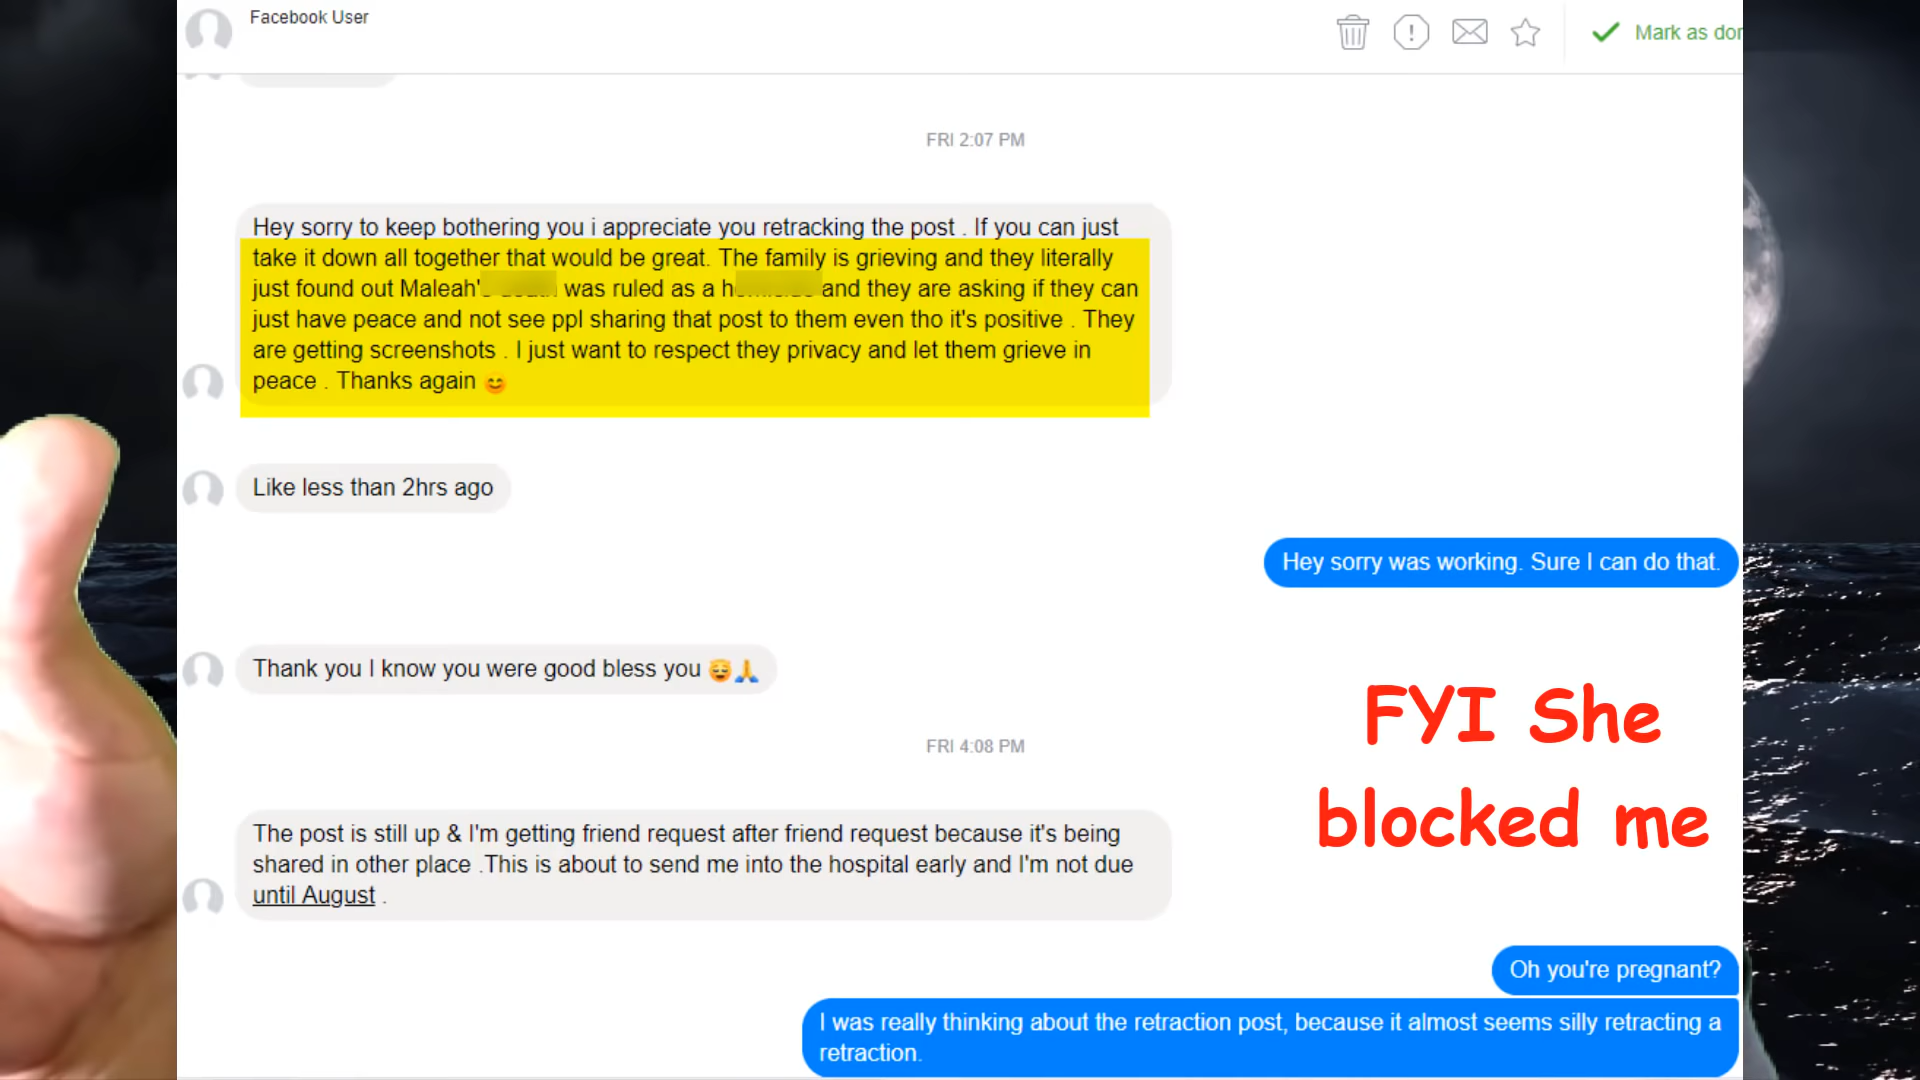 Facebook User
Mark as don
FRI 2:07 PM
Hey sorry to keep bothering you i appreciate you retracking the post . If you can just
take it down all together that would be great. The family is grieving and they literally
just found out Maleah's was ruled as a and they are asking if they can
just have peace and not see ppl sharing that post to them even tho it's positive . They
are getting screenshots . I just want to respect they privacy and let them grieve in
peace . Thanks again 😊
Like less than 2hrs ago
Hey sorry was working. Sure I can do that.
Thank you I know you were good bless you 😌🙏
FRI 4:08 PM
FYI She
blocked me
The post is still up & I'm getting friend request after friend request because it's being
shared in other place .This is about to send me into the hospital early and I'm not due
until August .
Oh you're pregnant?
I was really thinking about the retraction post, because it almost seems silly retracting a
retraction.